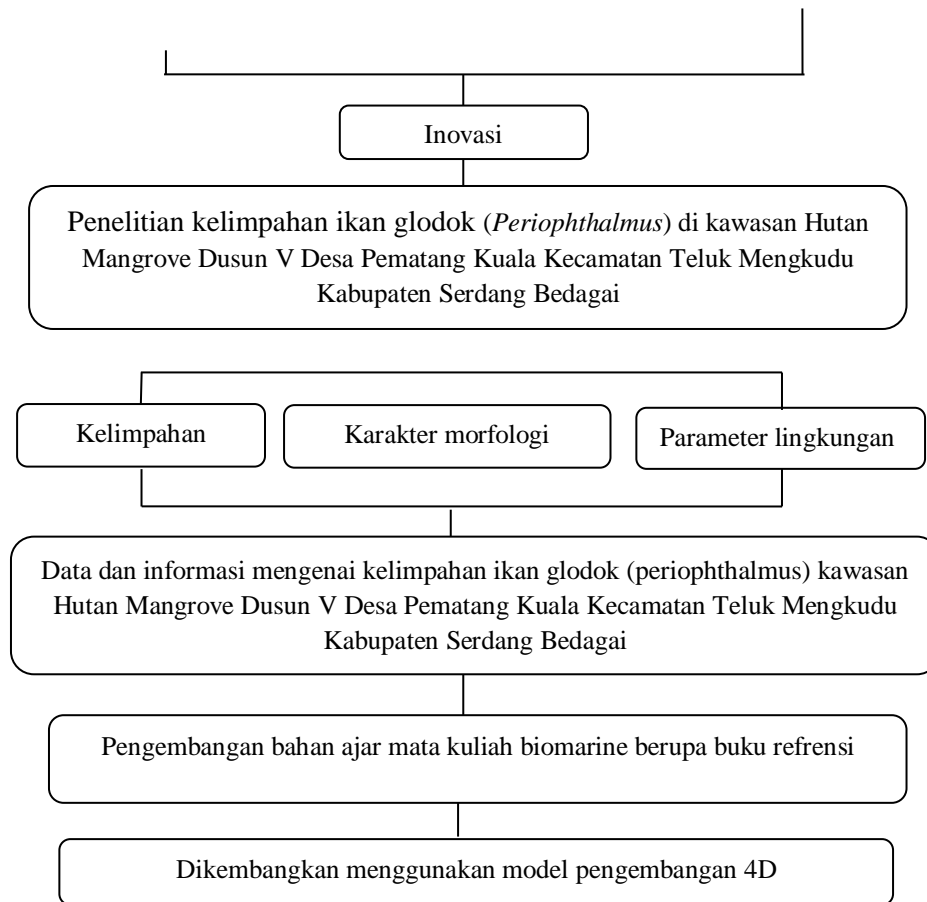 Inovasi
Penelitian kelimpahan ikan glodok (Periophthalmus) di kawasan Hutan
Mangrove Dusun V Desa Pematang Kuala Kecamatan Teluk Mengkudu
Kabupaten Serdang Bedagai
Kelimpahan
Karakter morfologi
Parameter lingkungan
Data dan informasi mengenai kelimpahan ikan glodok (periophthalmus) kawasan
Hutan Mangrove Dusun V Desa Pematang Kuala Kecamatan Teluk Mengkudu
Kabupaten Serdang Bedagai
Pengembangan bahan ajar mata kuliah biomarine berupa buku refrensi
Dikembangkan menggunakan model pengembangan 4D